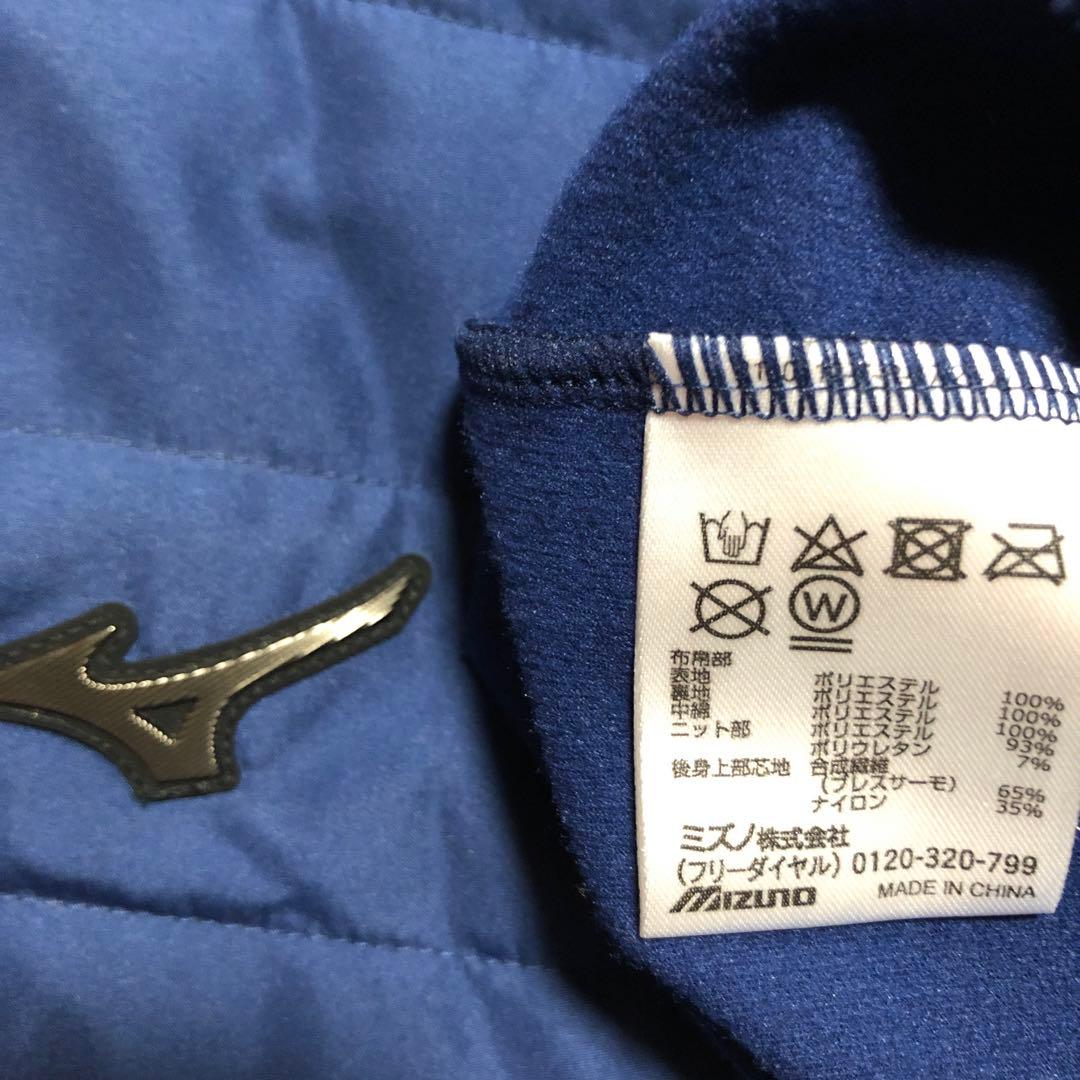 W
布帛部
表地 ポリエステル 100%
裏地 ポリエステル 100%
中綿 ポリエステル 100%
ニット部 ポリエステル 93%
ポリウレタン 7%
後身上部芯地 合成繊維
(ブレスサーモ) 65%
ナイロン 35%
ミズノ株式会社
(フリーダイヤル) 0120-320-799
MIZUNO MADE IN CHINA